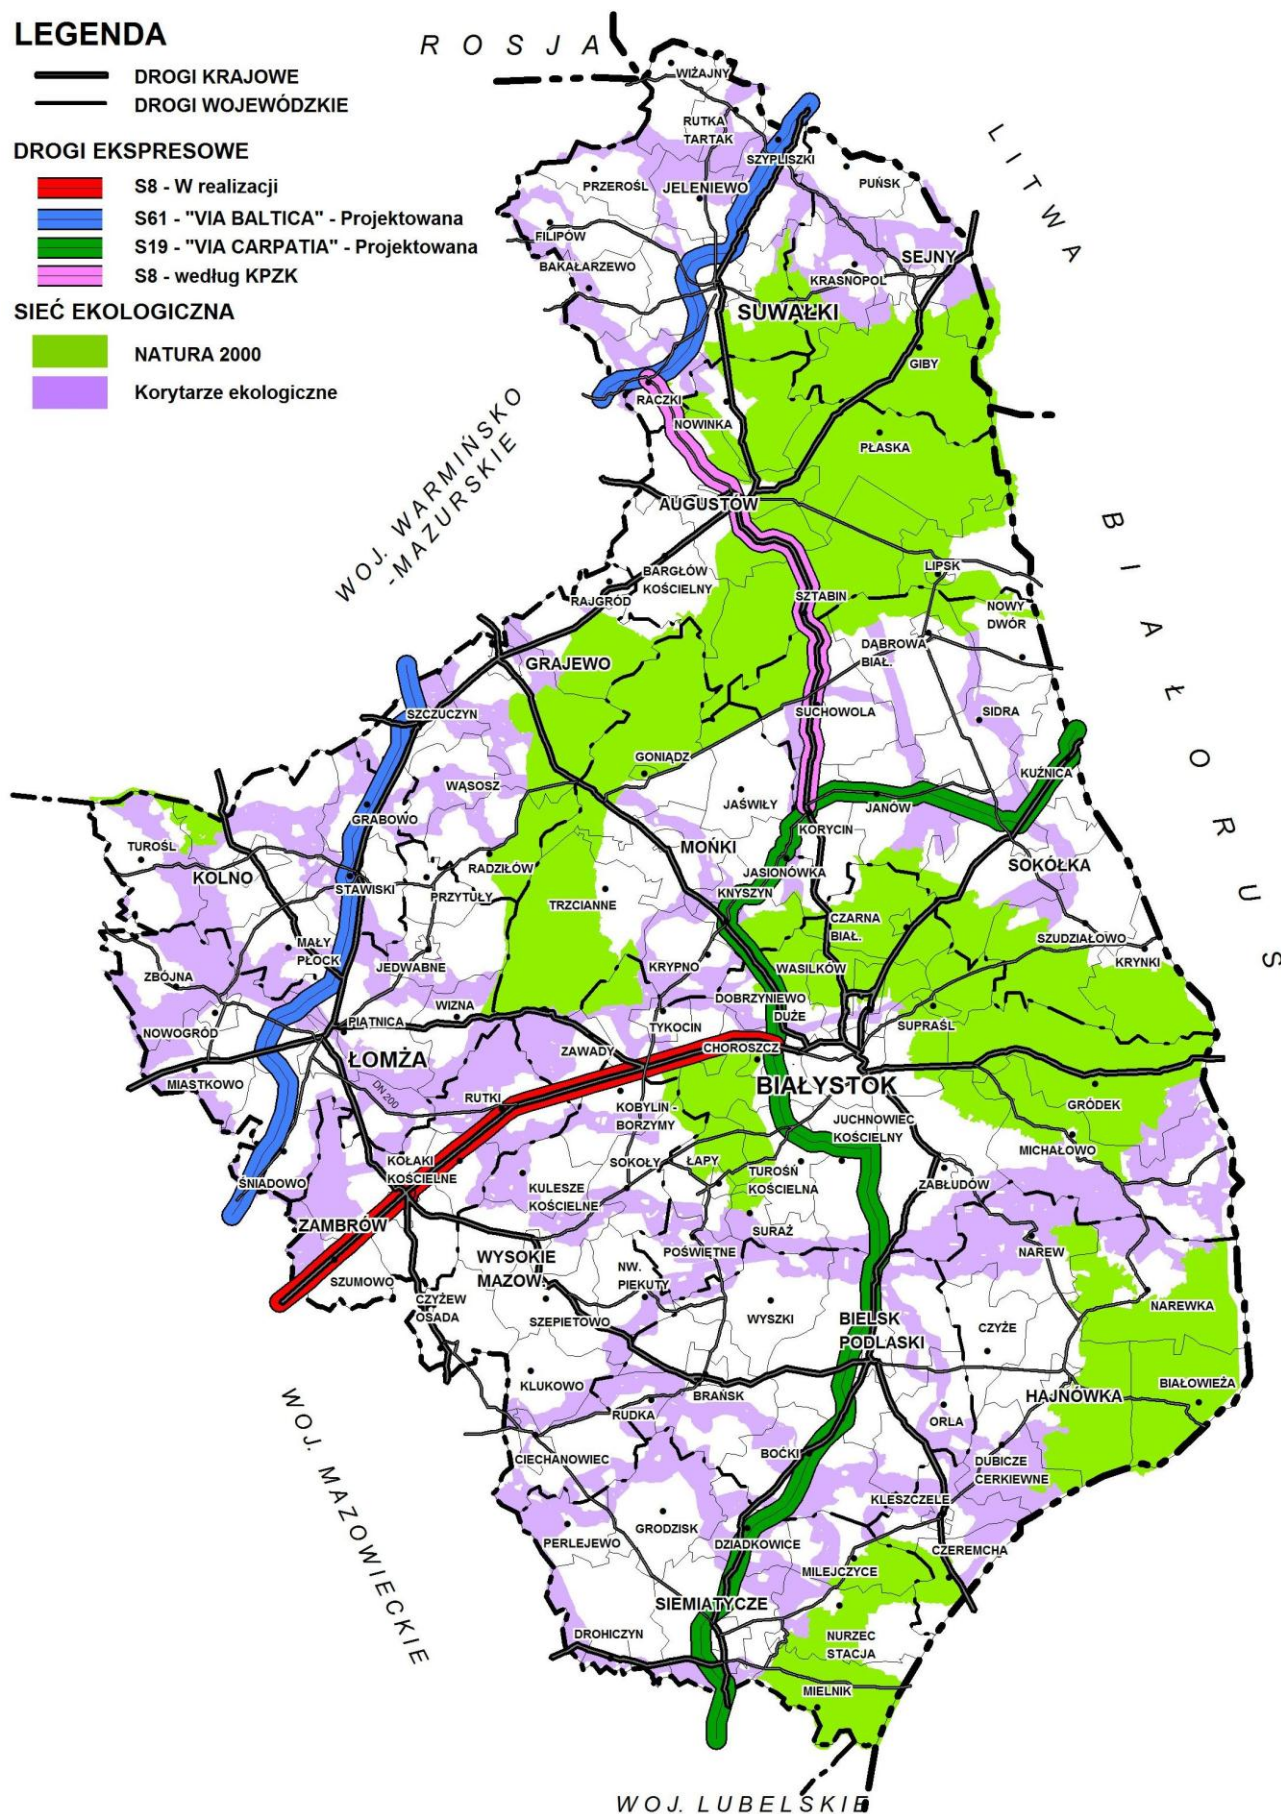 LEGENDA
DROGI KRAJOWE
DROGI WOJEWÓDZKIE
DROGI EKSPRESOWE
S8 - W realizacji
S61 - "VIA BALTICA" - Projektowana
S19 - "VIA CARPATIA" - Projektowana
S8 - według KPZK
SIEĆ EKOLOGICZNA
NATURA 2000
Korytarze ekologiczne
ROSJA
LITWA
BIAŁORUS
WOJ. WARMIŃSKO
-MAZURSKIE
WOJ. MAZOWIECKIE
WOJ. LUBELSKIE
WIŻAJNY
RUTKA
TARTAK
SZYPLISZKI
PUŃSK
PRZEROŚL
JELENIEWO
FILIPÓW
BAKAŁARZEWO
SEJNY
KRASNOPOL
SUWAŁKI
GIBY
RACZKI
NOWINKA
PŁASKA
AUGUSTÓW
BARGŁÓW
KOŚCIELNY
LIPSK
RAJGRÓD
SZTABIN
NOWY
DWÓR
DĄBROWA
BIAŁ.
GRAJEWO
SZCZUCZYN
SUCHOWOLA
SIDRA
GONIĄDZ
KUŹNICA
WĄSOSZ
JAŚWIŁY
JANÓW
GRABOWO
KORYCIN
TUROŚL
MOŃKI
KOLNO
RADZIŁÓW
JASIONÓWKA
SOKÓŁKA
STAWISKI
PRZYTUŁY
KNYSZYN
TRZCIANNE
CZARNA
BIAŁ.
SZUDZIAŁOWO
MAŁY
PŁOCK
KRYNKI
JEDWABNE
KRYPNO
WASILKÓW
ZBÓJNA
WIZNA
DOBRZYNIEWO
DUŻE
NOWOGRÓD
PIĄTNICA
TYKOCIN
SUPRAŚL
ŁOMŻA
ZAWADY
CHOROSZCZ
MIASTKOWO
DN 200
RUTKI
BIAŁYSTOK
KOBYLIN -
BORZYMY
GRÓDEK
JUCHNOWIEC
KOŚCIELNY
KOŁAKI
KOŚCIELNE
SOKOŁY
ŁAPY
MICHAŁOWO
ŚNIADOWO
KULESZE
KOŚCIELNE
TUROŚŃ
KOŚCIELNA
ZABŁUDÓW
ZAMBRÓW
SURAŻ
POŚWIĘTNE
NAREW
WYSOKIE
MAZOW.
NW.
PIEKUTY
SZUMOWO
CZYŻEW
OSADA
NAREWKA
SZEPIETOWO
WYSZKI
BIELSK
PODLASKI
CZYŻE
KLUKOWO
BRAŃSK
HAJNÓWKA
BIAŁOWIEŻA
RUDKA
ORLA
CIECHANOWIEC
BOĆKI
DUBICZE
CERKIEWNE
KLESZCZELE
GRODZISK
PERLEJEWO
DZIADKOWICE
CZEREMCHA
MILEJCZYCE
SIEMIATYCZE
DROHICZYN
NURZEC
STACJA
MIELNIK